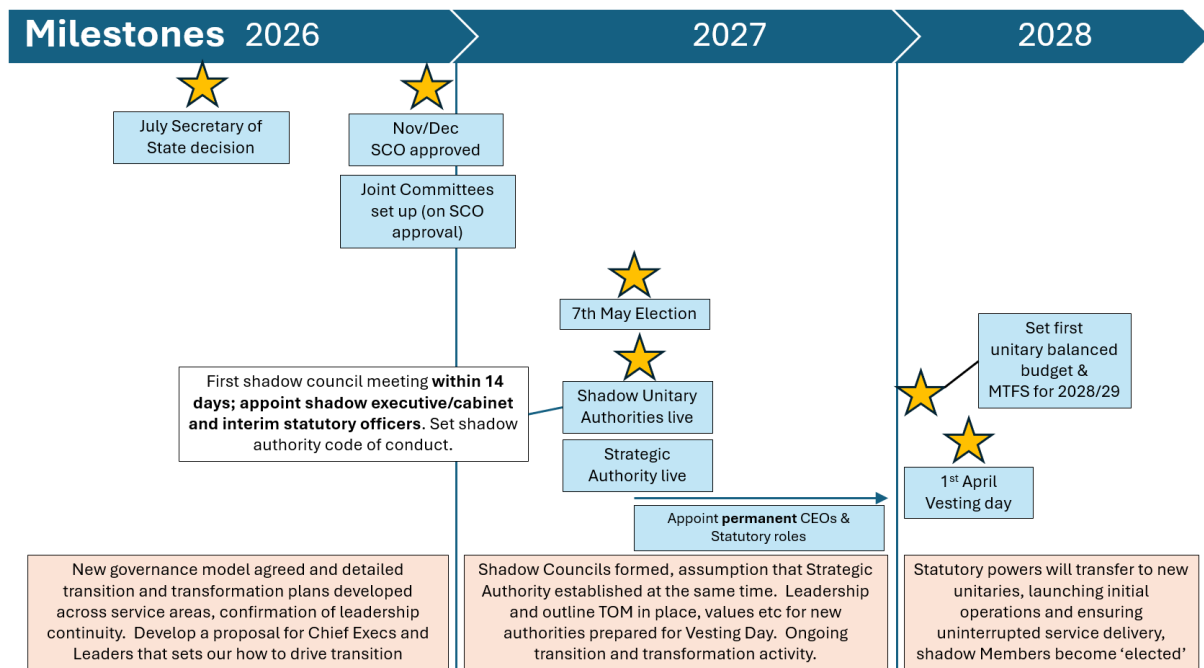 Milestones 2026
2027
2028
July Secretary of
State decision
Nov/Dec
SCO approved
Joint Committees
set up (on SCO
approval)
7th May Election
First shadow council meeting within 14
days; appoint shadow executive/cabinet
and interim statutory officers. Set shadow
authority code of conduct.
Shadow Unitary
Authorities live
Strategic
Authority live
Appoint permanent CEOs &
Statutory roles
Set first
unitary balanced
budget &
MTFS for 2028/29
1st April
Vesting day
New governance model agreed and detailed
transition and transformation plans developed
across service areas, confirmation of leadership
continuity. Develop a proposal for Chief Execs and
Leaders that sets our how to drive transition
Shadow Councils formed, assumption that Strategic
Authority established at the same time. Leadership
and outline TOM in place, values etc for new
authorities prepared for Vesting Day. Ongoing
transition and transformation activity.
Statutory powers will transfer to new
unitaries, launching initial
operations and ensuring
uninterrupted service delivery,
shadow Members become ‘elected’